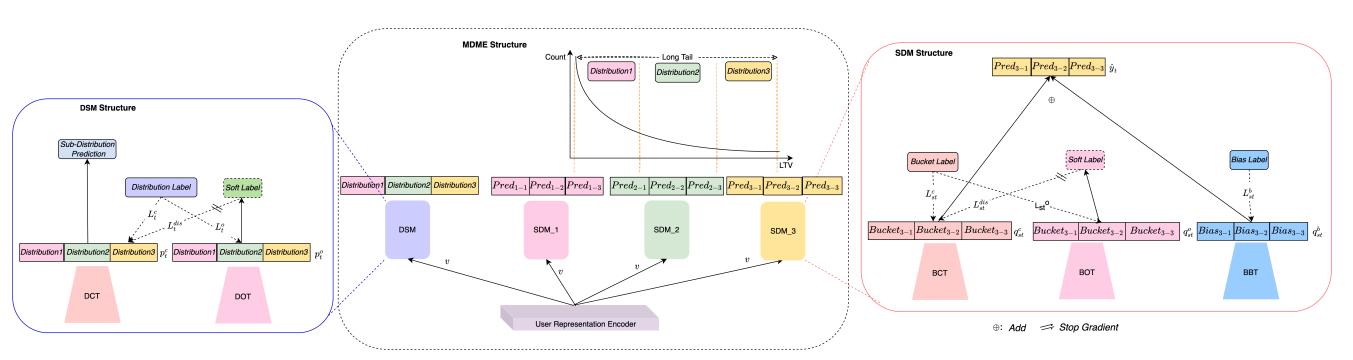 DSM Structure
Sub-Distribution
Prediction
Distribution Label
Soft Label
L_t^c
L_t^{dis}
L_t^o
Distribution1 Distribution2 Distribution3 p_t^c
Distribution1 Distribution2 Distribution3 p_t^o
DCT
DOT
MDME Structure
Count
Long Tail
Distribution1
Distribution2
Distribution3
LTV
Distribution1 Distribution2 Distribution3
Pred_{1-1} Pred_{1-2} Pred_{1-3}
Pred_{2-1} Pred_{2-2} Pred_{2-3}
Pred_{3-1} Pred_{3-2} Pred_{3-3}
DSM
SDM_1
SDM_2
SDM_3
v
v
v
v
User Representation Encoder
SDM Structure
Pred_{3-1} Pred_{3-2} Pred_{3-3} ŷ_t
⊕
Bucket Label
Soft Label
Bias Label
L_{st}^c
L_{st}^{dis}
L_{st}^o
L_{st}^b
Bucket_{3-1} Bucket_{3-2} Bucket_{3-3} q_{st}^c
Bucket_{3-1} Bucket_{3-2} Bucket_{3-3} q_{st}^o
Bias_{3-1} Bias_{3-2} Bias_{3-3} q_{st}^b
BCT
BOT
BBT
⊕: Add
Stop Gradient